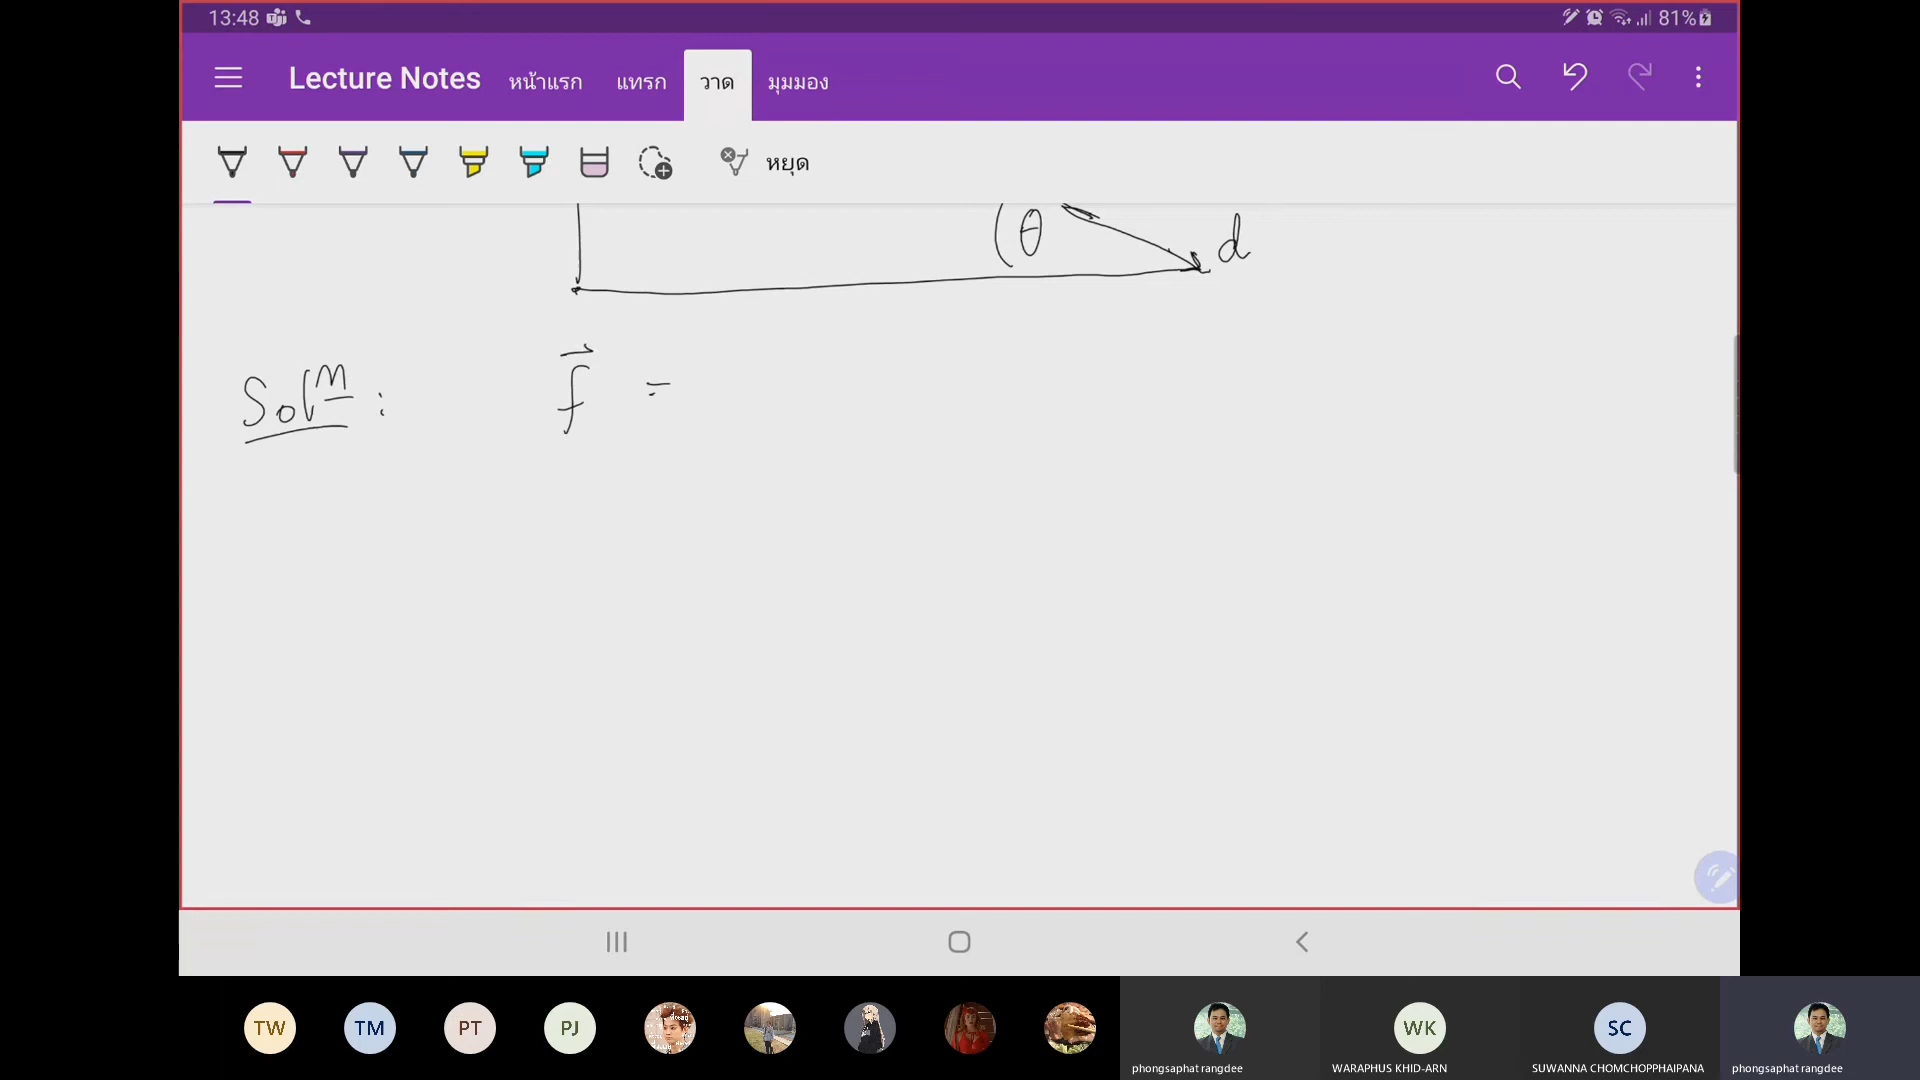 13:48 81%
Lecture Notes หน้าแรก แทรก วาด มุมมอง
หยุด
θ d
Solⁿ : f⃗ =
TW TM PT PJ WK SC
phongsaphat rangdee WARAPHUS KHID-ARN SUWANNA CHOMCHOPPHAIPANA phongsaphat rangdee